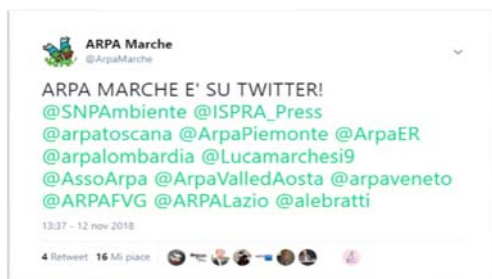 ARPA Marche
@ArpaMarche
ARPA MARCHE E' SU TWITTER!
@SNPAmbiente @ISPRA_Press
@arpatoscana @ArpaPiemonte @ArpaER
@arpalombardia @Lucamarchesi9
@AssoArpa @ArpaValledAosta @arpaveneto
@ARPAFVG @ARPALazio @alebratti
13:37 - 12 nov 2018
4 Retweet 16 Mi piace